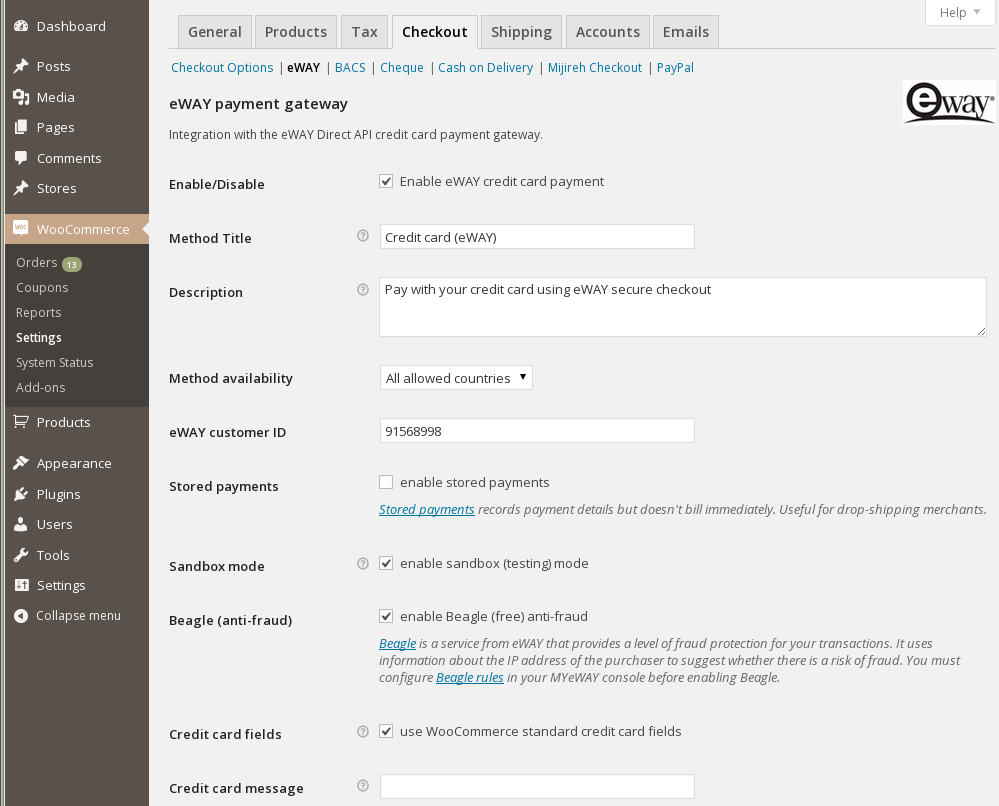 Dashboard
Posts
Media
Pages
Comments
Stores
WooCommerce
Orders 13
Coupons
Reports
Settings
System Status
Add-ons
Products
Appearance
Plugins
Users
Tools
Settings
Collapse menu
Help
General Products Tax Checkout Shipping Accounts Emails
Checkout Options | eWAY | BACS | Cheque | Cash on Delivery | Mijireh Checkout | PayPal
eWAY payment gateway
eway®
Integration with the eWAY Direct API credit card payment gateway.
Enable/Disable Enable eWAY credit card payment
Method Title Credit card (eWAY)
Description Pay with your credit card using eWAY secure checkout
Method availability All allowed countries
eWAY customer ID 91568998
Stored payments enable stored payments
Stored payments records payment details but doesn't bill immediately. Useful for drop-shipping merchants.
Sandbox mode enable sandbox (testing) mode
Beagle (anti-fraud) enable Beagle (free) anti-fraud
Beagle is a service from eWAY that provides a level of fraud protection for your transactions. It uses
information about the IP address of the purchaser to suggest whether there is a risk of fraud. You must
configure Beagle rules in your MYeWAY console before enabling Beagle.
Credit card fields use WooCommerce standard credit card fields
Credit card message